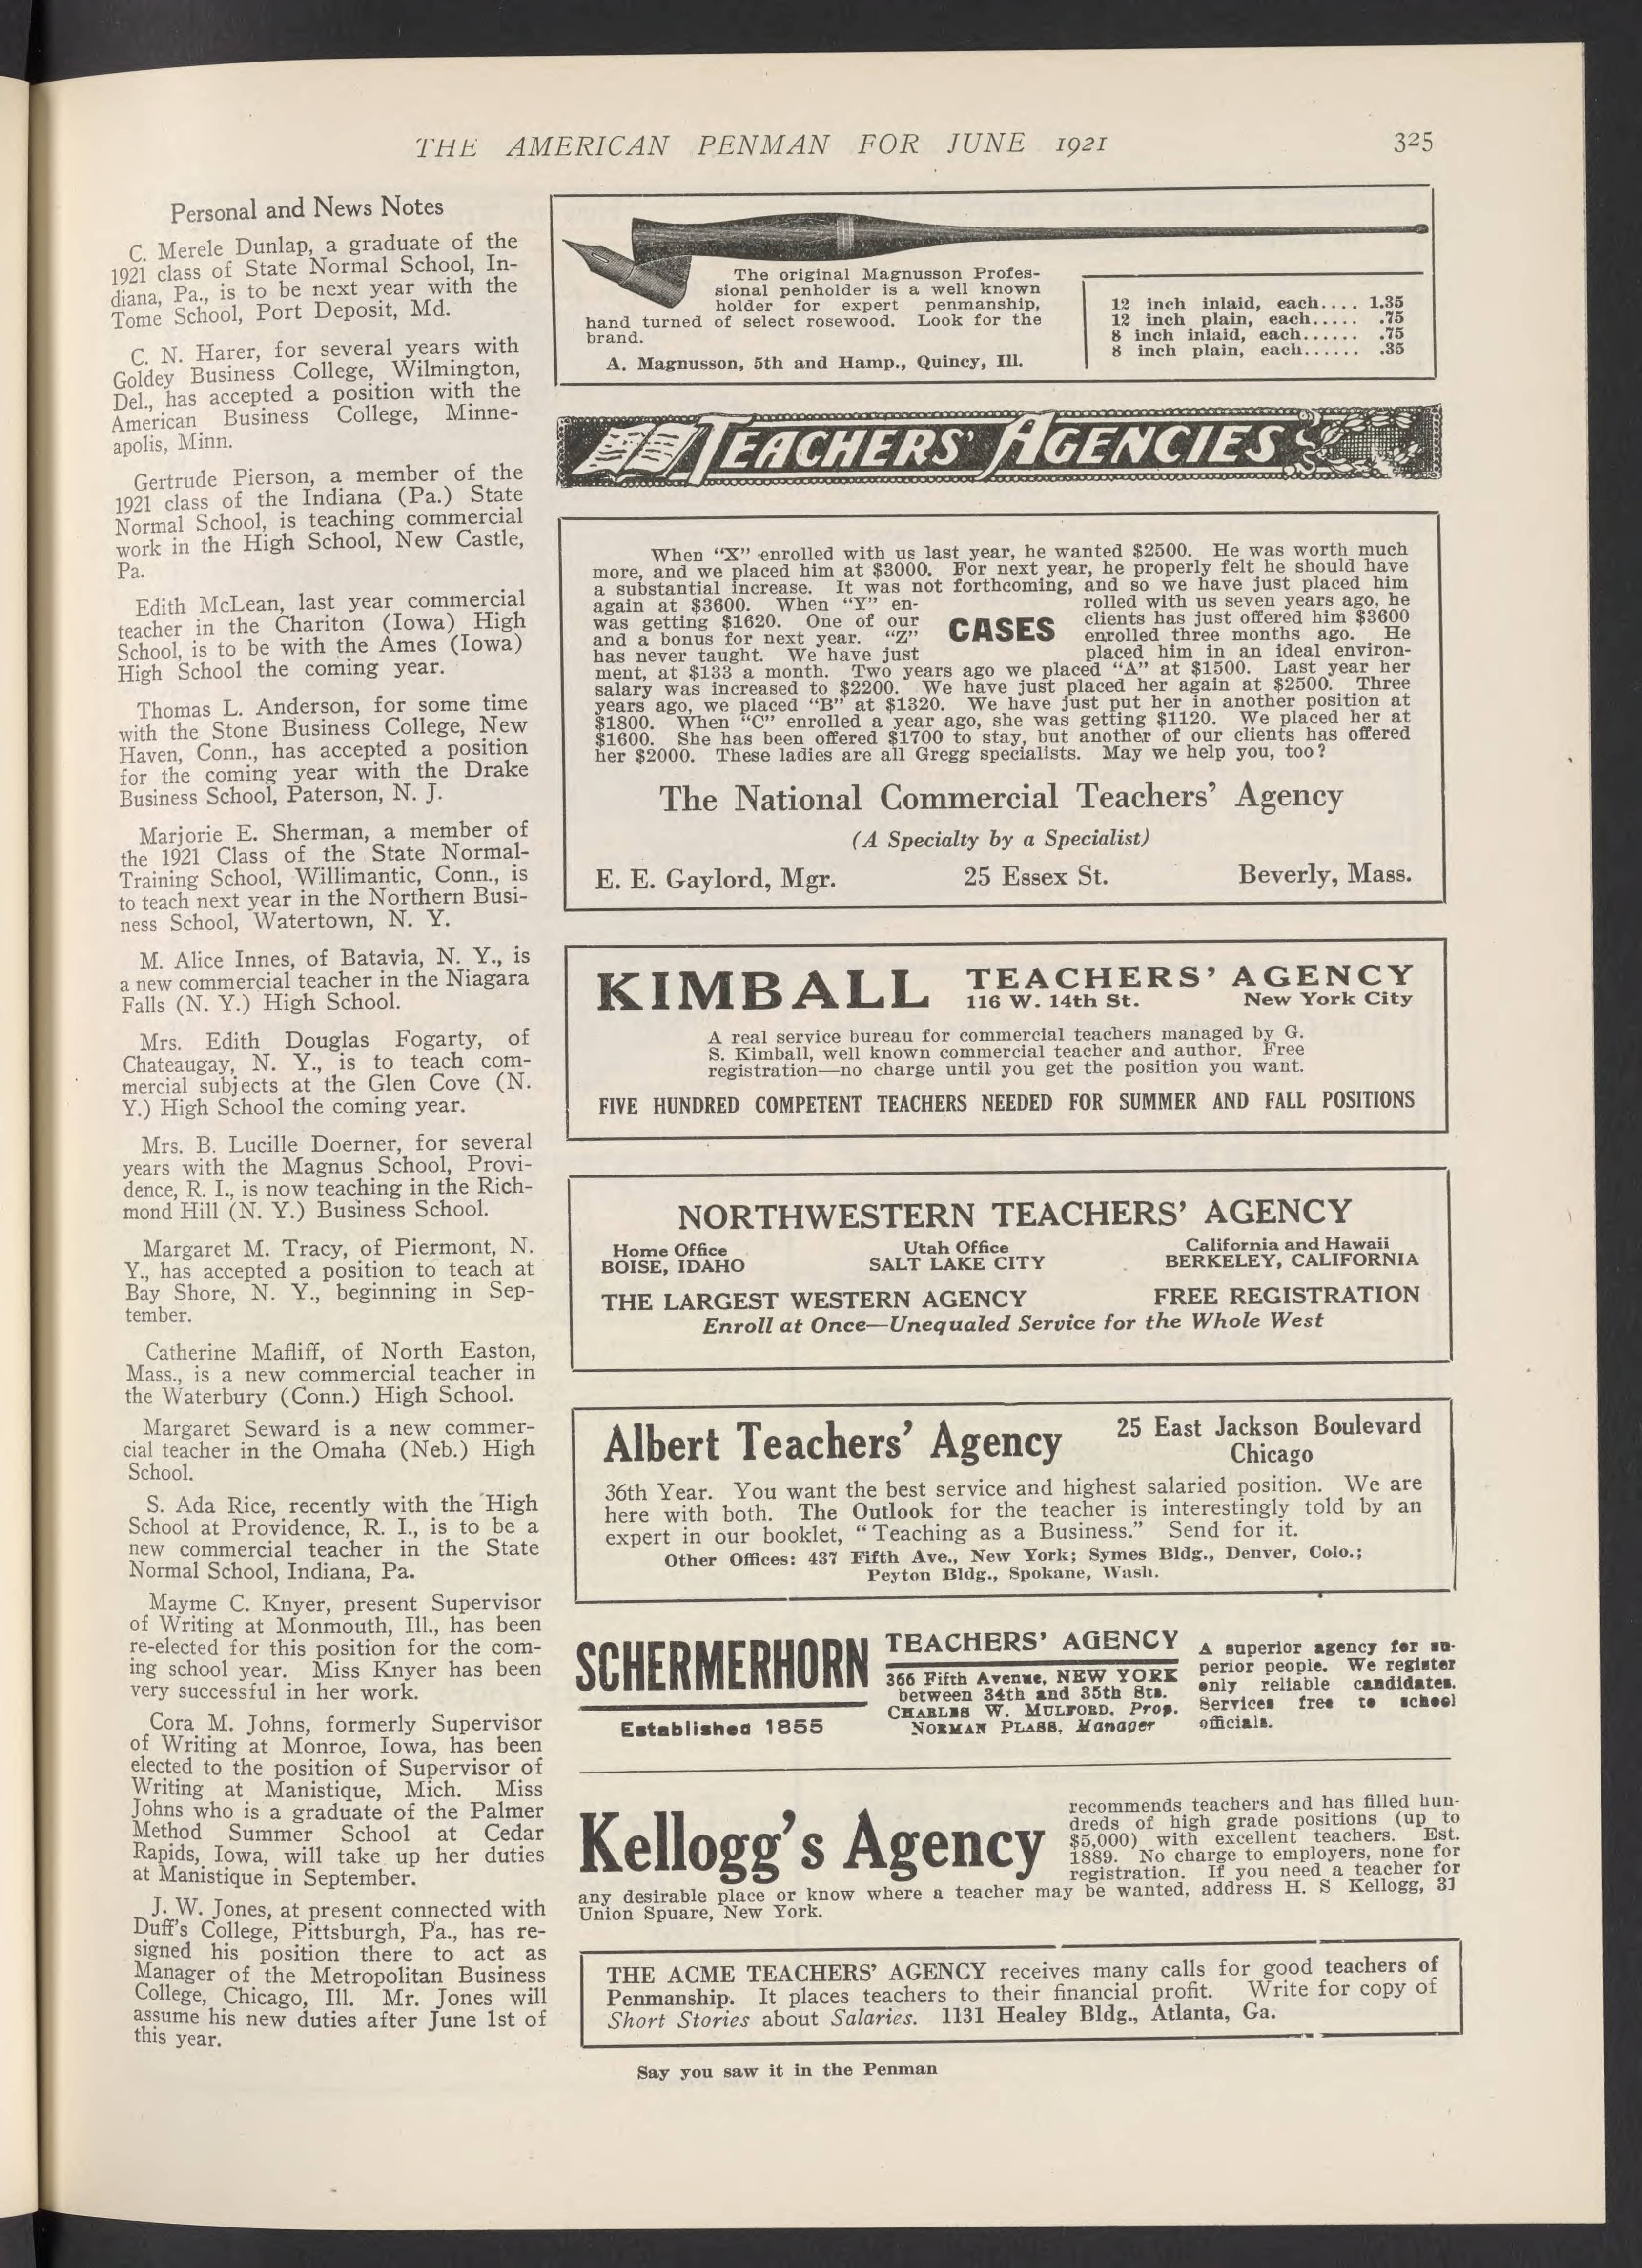 THE AMERICAN PENMAN FOR JUNE 1921 325
Personal and News Notes
C. Merele Dunlap, a graduate of the
1921 class of State Normal School, In-
diana, Pa., is to be next year with the
Tome School, Port Deposit, Md.
C. N. Harer, for several years with
Goldey Business College, Wilmington,
Del., has accepted a position with the
American Business College, Minne-
apolis, Minn.
Gertrude Pierson, a member of the
1921 class of the Indiana (Pa.) State
Normal School, is teaching commercial
work in the High School, New Castle,
Pa.
Edith McLean, last year commercial
teacher in the Chariton (Iowa) High
School, is to be with the Ames (Iowa)
High School the coming year.
Thomas L. Anderson, for some time
with the Stone Business College, New
Haven, Conn., has accepted a position
for the coming year with the Drake
Business School, Paterson, N. J.
Marjorie E. Sherman, a member of
the 1921 Class of the State Normal-
Training School, Willimantic, Conn., is
to teach next year in the Northern Busi-
ness School, Watertown, N. Y.
M. Alice Innes, of Batavia, N. Y., is
a new commercial teacher in the Niagara
Falls (N. Y.) High School.
Mrs. Edith Douglas Fogarty, of
Chateaugay, N. Y., is to teach com-
mercial subjects at the Glen Cove (N.
Y.) High School the coming year.
Mrs. B. Lucille Doerner, for several
years with the Magnus School, Provi-
dence, R. I., is now teaching in the Rich-
mond Hill (N. Y.) Business School.
Margaret M. Tracy, of Piermont, N.
Y., has accepted a position to teach at
Bay Shore, N. Y., beginning in Sep-
tember.
Catherine Mafliff, of North Easton,
Mass., is a new commercial teacher in
the Waterbury (Conn.) High School.
Margaret Seward is a new commer-
cial teacher in the Omaha (Neb.) High
School.
S. Ada Rice, recently with the High
School at Providence, R. I., is to be a
new commercial teacher in the State
Normal School, Indiana, Pa.
Mayme C. Knyer, present Supervisor
of Writing at Monmouth, Ill., has been
re-elected for this position for the com-
ing school year. Miss Knyer has been
very successful in her work.
Cora M. Johns, formerly Supervisor
of Writing at Monroe, Iowa, has been
elected to the position of Supervisor of
Writing at Manistique, Mich. Miss
Johns who is a graduate of the Palmer
Method Summer School at Cedar
Rapids, Iowa, will take up her duties
at Manistique in September.
J. W. Jones, at present connected with
Duff's College, Pittsburgh, Pa., has re-
signed his position there to act as
Manager of the Metropolitan Business
College, Chicago, Ill. Mr. Jones will
assume his new duties after June 1st of
this year.
The original Magnusson Profes-
sional penholder is a well known
holder for expert penmanship,
hand turned of select rosewood. Look for the
brand.
A. Magnusson, 5th and Hamp., Quincy, Ill.
12 inch inlaid, each.... 1.35
12 inch plain, each..... .75
8 inch inlaid, each...... .75
8 inch plain, each...... .35
TEACHERS' AGENCIES
When "X" enrolled with us last year, he wanted $2500. He was worth much
more, and we placed him at $3000. For next year, he properly felt he should have
a substantial increase. It was not forthcoming, and so we have just placed him
again at $3600. When "Y" en- rolled with us seven years ago, he
was getting $1620. One of our clients has just offered him $3600
CASES
and a bonus for next year. "Z" enrolled three months ago. He
has never taught. We have just placed him in an ideal environ-
ment, at $133 a month. Two years ago we placed "A" at $1500. Last year her
salary was increased to $2200. We have just placed her again at $2500. Three
years ago, we placed "B" at $1320. We have just put her in another position at
$1800. When "C" enrolled a year ago, she was getting $1120. We placed her at
$1600. She has been offered $1700 to stay, but another of our clients has offered
her $2000. These ladies are all Gregg specialists. May we help you, too?
The National Commercial Teachers' Agency
(A Specialty by a Specialist)
E. E. Gaylord, Mgr. 25 Essex St. Beverly, Mass.
KIMBALL TEACHERS' AGENCY
116 W. 14th St. New York City
A real service bureau for commercial teachers managed by G.
S. Kimball, well known commercial teacher and author. Free
registration—no charge until you get the position you want.
FIVE HUNDRED COMPETENT TEACHERS NEEDED FOR SUMMER AND FALL POSITIONS
NORTHWESTERN TEACHERS' AGENCY
Home Office Utah Office California and Hawaii
BOISE, IDAHO SALT LAKE CITY BERKELEY, CALIFORNIA
THE LARGEST WESTERN AGENCY FREE REGISTRATION
Enroll at Once—Unequaled Service for the Whole West
Albert Teachers' Agency 25 East Jackson Boulevard
Chicago
36th Year. You want the best service and highest salaried position. We are
here with both. The Outlook for the teacher is interestingly told by an
expert in our booklet, "Teaching as a Business." Send for it.
Other Offices: 437 Fifth Ave., New York; Symes Bldg., Denver, Colo.;
Peyton Bldg., Spokane, Wash.
SCHERMERHORN
Established 1855
TEACHERS' AGENCY
366 Fifth Avenue, NEW YORK
between 34th and 35th Sts.
CHARLES W. MULFORD, Prop.
NORMAN PLASS, Manager
A superior agency for su-
perior people. We register
only reliable candidates.
Services free to school
officials.
Kellogg's Agency
recommends teachers and has filled hun-
dreds of high grade positions (up to
$5,000) with excellent teachers. Est.
1889. No charge to employers, none for
registration. If you need a teacher for
any desirable place or know where a teacher may be wanted, address H. S Kellogg, 31
Union Spuare, New York.
THE ACME TEACHERS' AGENCY receives many calls for good teachers of
Penmanship. It places teachers to their financial profit. Write for copy of
Short Stories about Salaries. 1131 Healey Bldg., Atlanta, Ga.
Say you saw it in the Penman